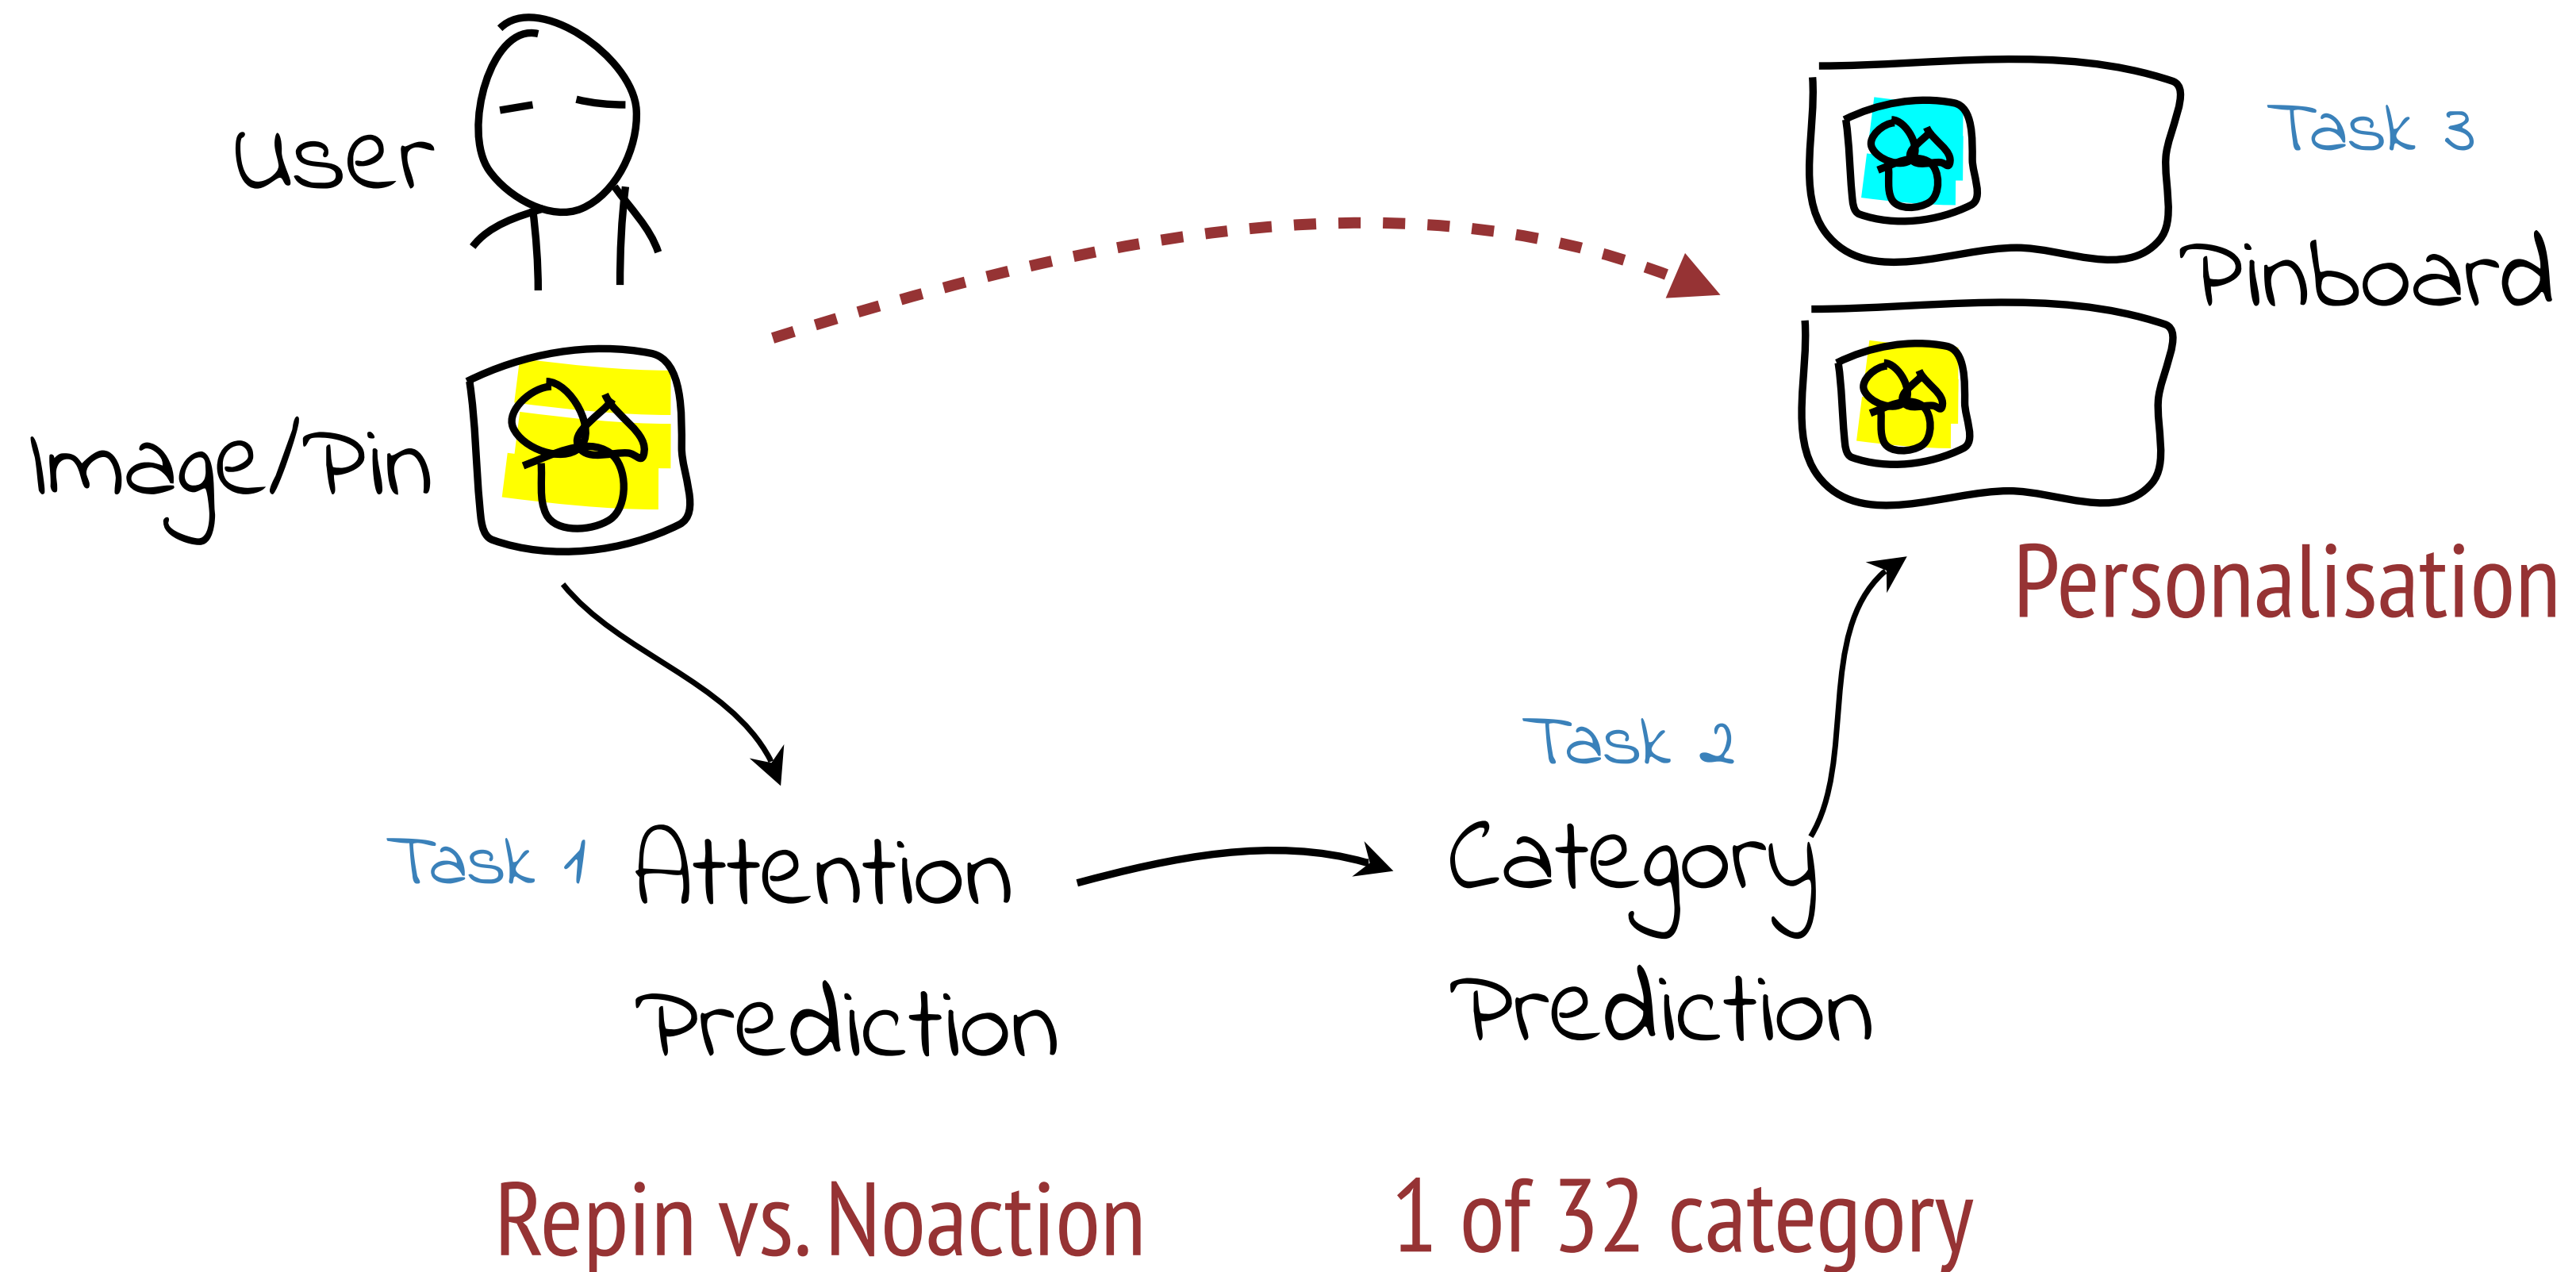 User
Task 3
Pinboard
Image/Pin
Personalisation
Task 2
Task 1
Attention
Prediction
Category
Prediction
Repin vs. Noaction
1 of 32 category